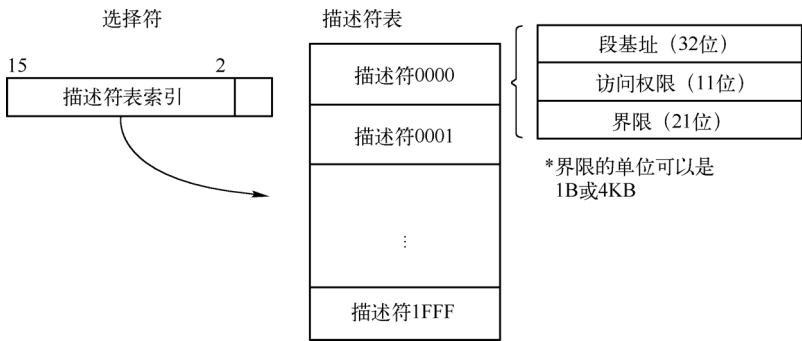 选择符
15 2
描述符表索引
描述符表
描述符0000
描述符0001
⋮
描述符1FFF
段基址（32位）
访问权限（11位）
界限（21位）
*界限的单位可以是
1B或4KB